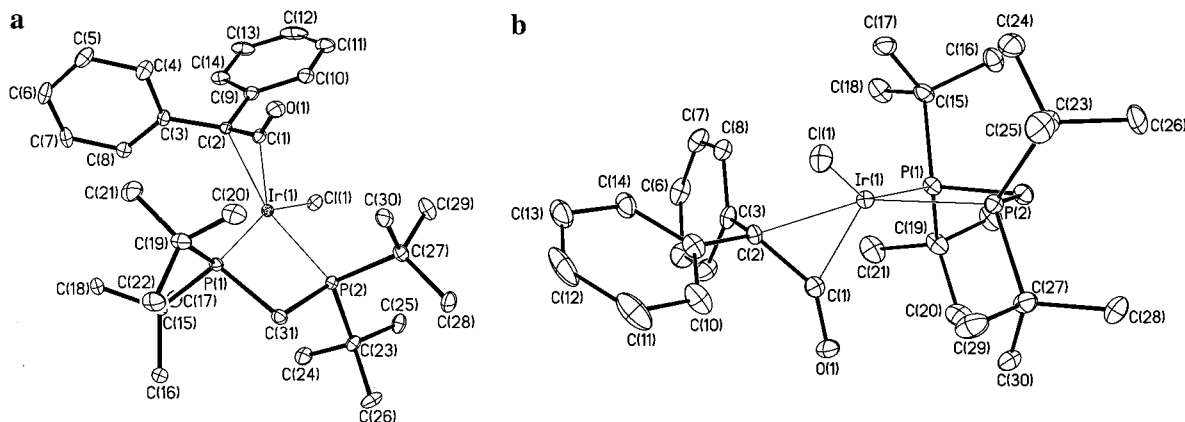 a
C(12)
C(13)
C(5)
C(11)
C(4)
C(14)
C(10)
C(6)
C(9)
O(1)
C(3)
C(7)
C(2)
C(1)
C(8)
Ir(1)
C(20)
C(30)
C(29)
C(21)
Cl(1)
C(19)
C(27)
C(22)
P(1)
C(18)
C(17)
P(2)
C(25)
C(15)
C(28)
C(31)
C(23)
C(24)
C(16)
C(26)
b
C(17)
C(24)
C(16)
C(18)
C(15)
C(23)
C(7)
C(8)
C(25)
C(26)
Cl(1)
Ir(1)
P(1)
C(14)
C(6)
C(13)
C(3)
P(2)
C(19)
C(2)
C(21)
C(12)
C(1)
C(27)
C(10)
C(20)
C(28)
C(11)
C(29)
O(1)
C(30)